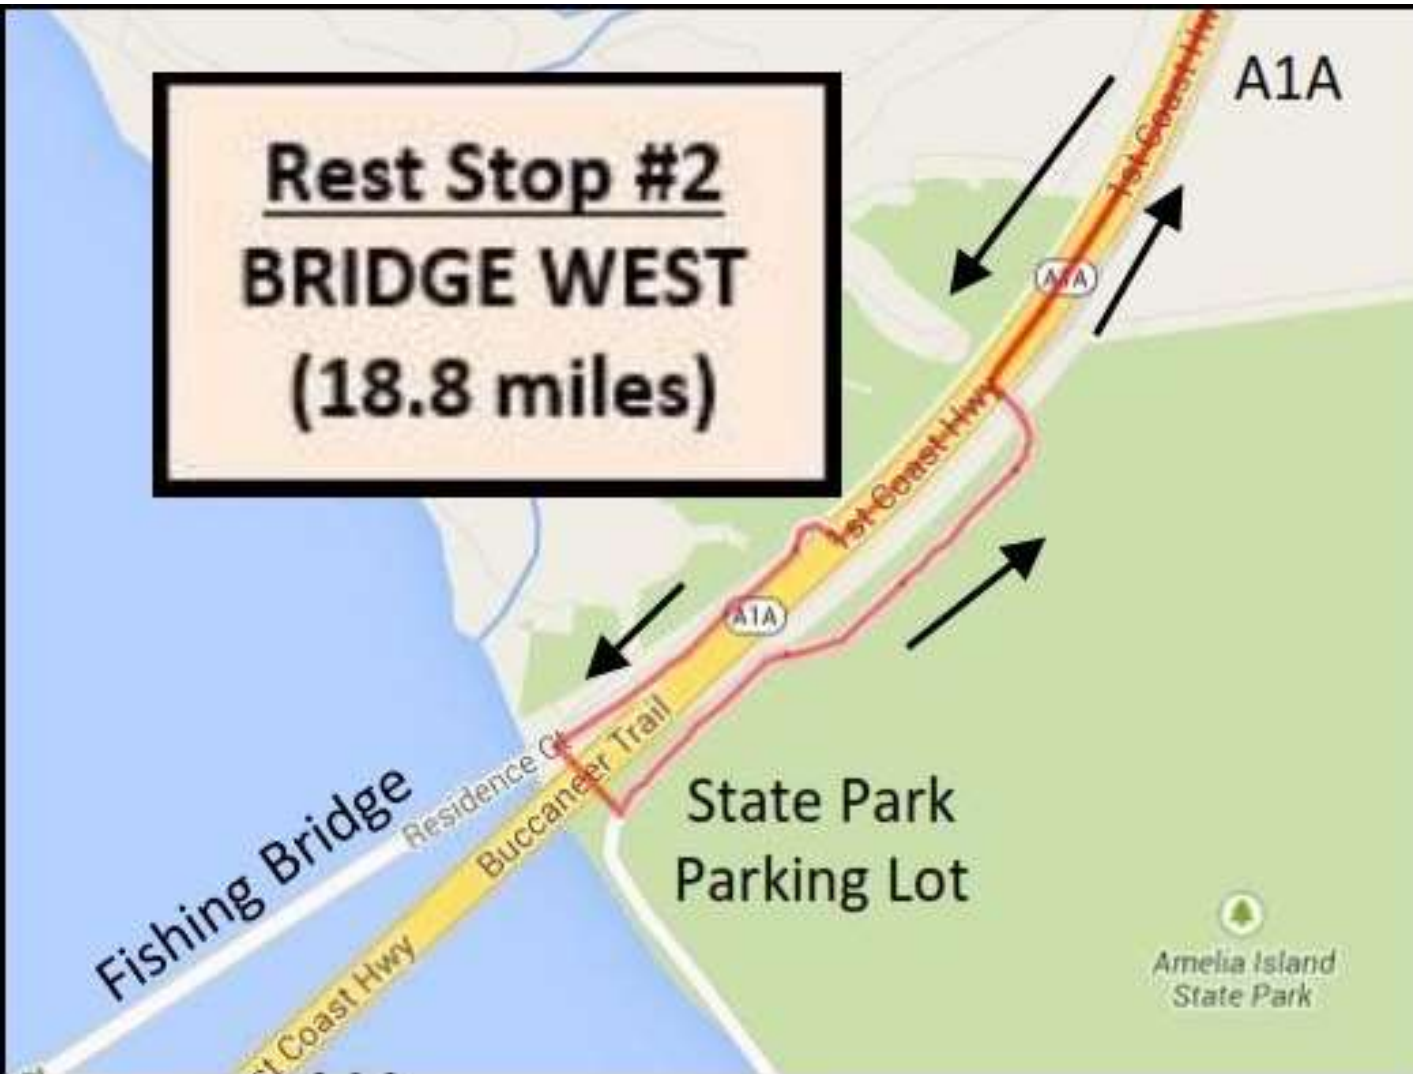 A1A
Rest Stop #2
BRIDGE WEST
(18.8 miles)
1st Coast Hwy
A1A
1st Coast Hwy
A1A
Residence Ct
Buccaneer Trail
Fishing Bridge
State Park
Parking Lot
Coast Hwy
Amelia Island
State Park